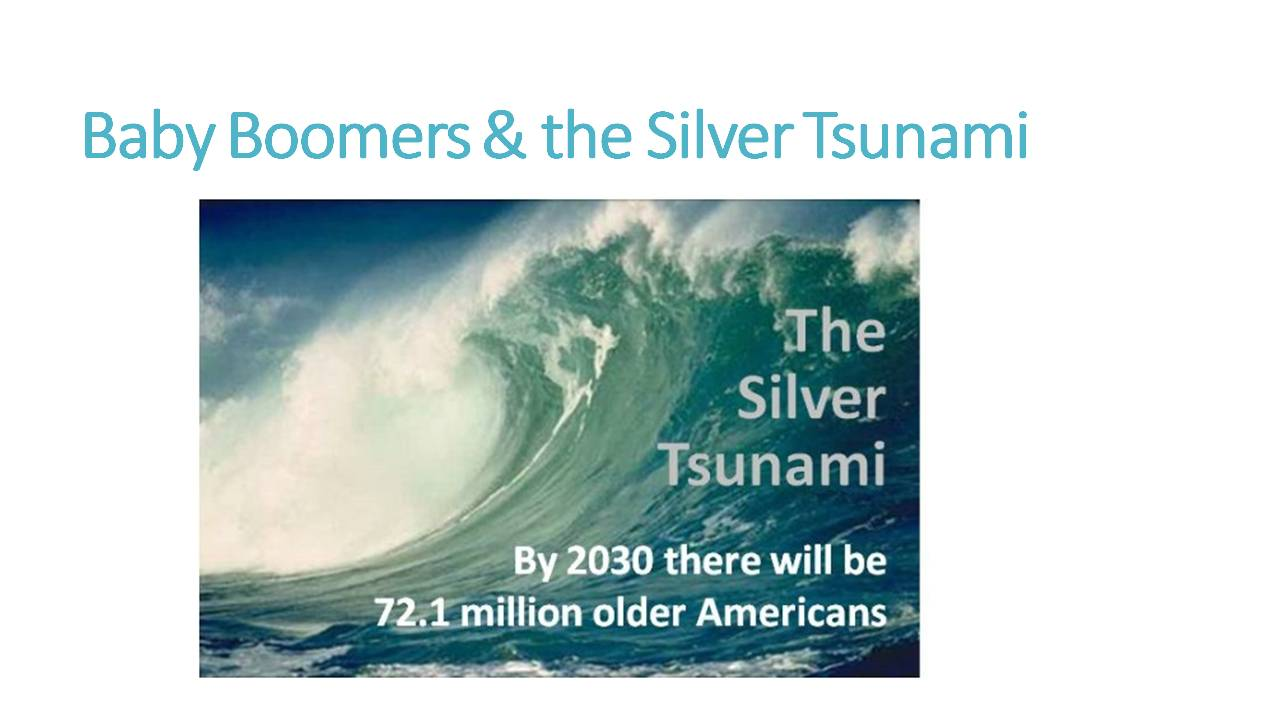 Baby Boomers & the Silver Tsunami
The
Silver
Tsunami
By 2030 there will be
72.1 million older Americans